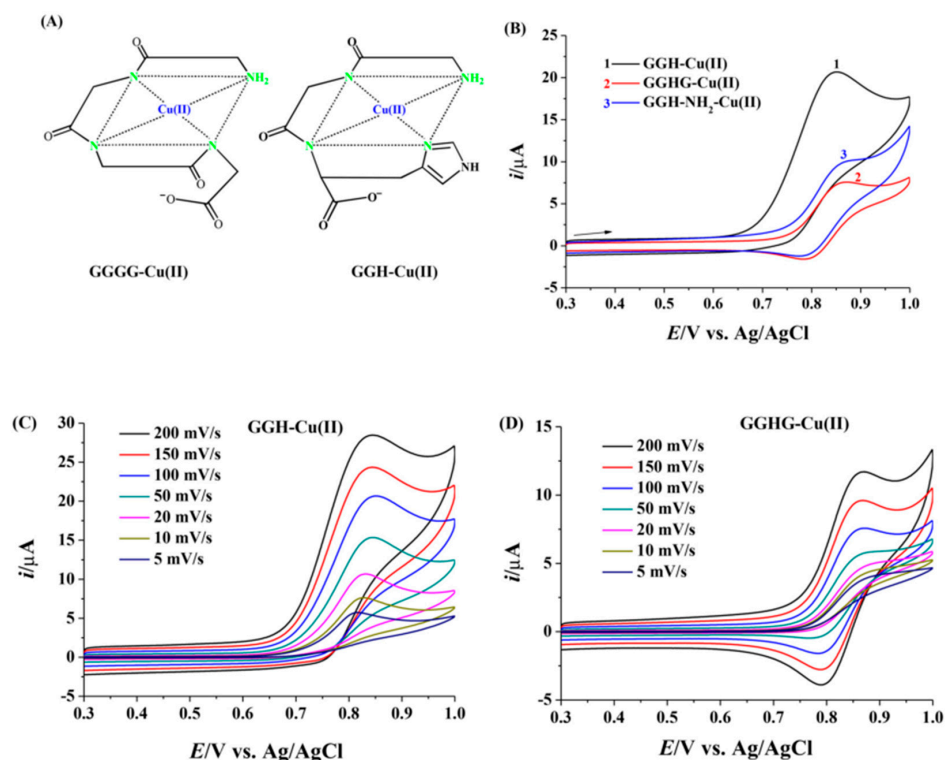 (A)
O
O
N
NH2
Cu(II)
O
N
N
O
−O
O
GGGG-Cu(II)
O
N
NH2
Cu(II)
O
N
N
NH
O−
O
GGH-Cu(II)
(B)
1 GGH-Cu(II)
2 GGHG-Cu(II)
3 GGH-NH2-Cu(II)
1
3
2
25
20
15
10
5
0
-5
i/μA
0.3 0.4 0.5 0.6 0.7 0.8 0.9 1.0
E/V vs. Ag/AgCl
(C)
GGH-Cu(II)
200 mV/s
150 mV/s
100 mV/s
50 mV/s
20 mV/s
10 mV/s
5 mV/s
30
25
20
15
10
5
0
-5
i/μA
0.3 0.4 0.5 0.6 0.7 0.8 0.9 1.0
E/V vs. Ag/AgCl
(D)
GGHG-Cu(II)
200 mV/s
150 mV/s
100 mV/s
50 mV/s
20 mV/s
10 mV/s
5 mV/s
15
10
5
0
-5
i/μA
0.3 0.4 0.5 0.6 0.7 0.8 0.9 1.0
E/V vs. Ag/AgCl